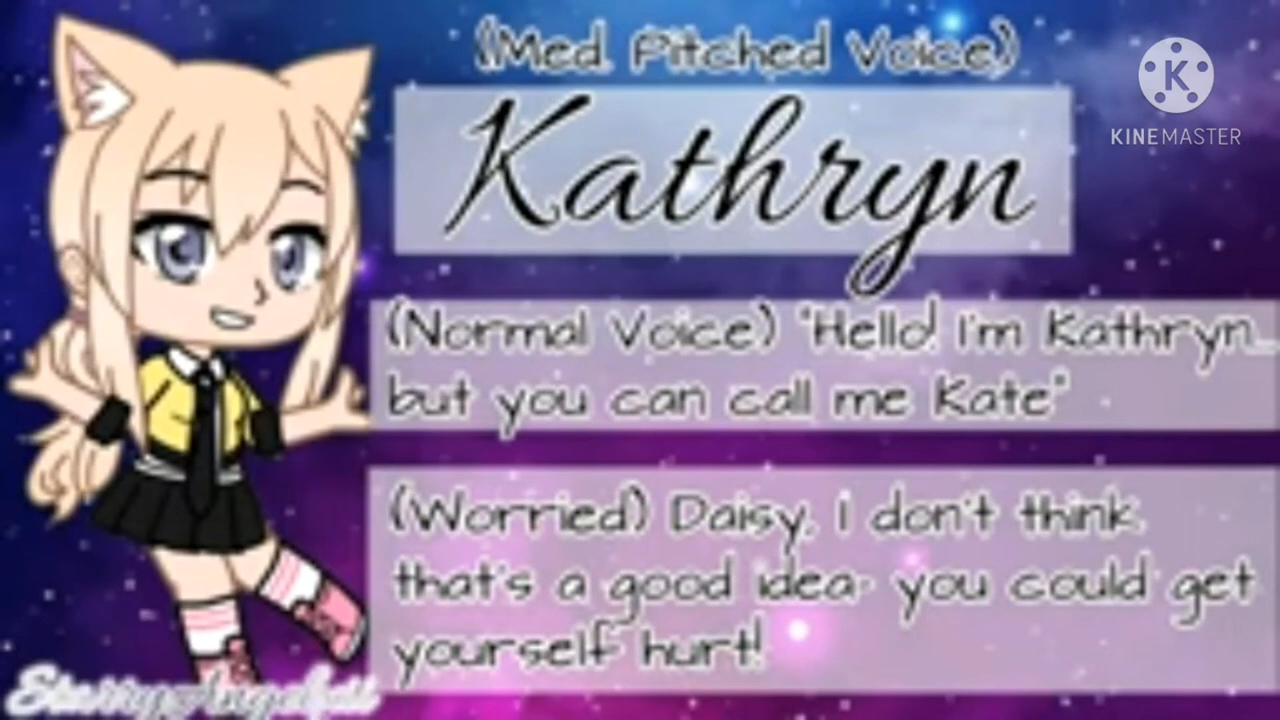 (Med. Pitched Voice)
K
KINEMASTER
Kathryn
(Normal Voice) "Hello! I'm Kathryn...
but you can call me Kate"
(Worried) Daisy, I don't think
that's a good idea- you could get
yourself hurt!